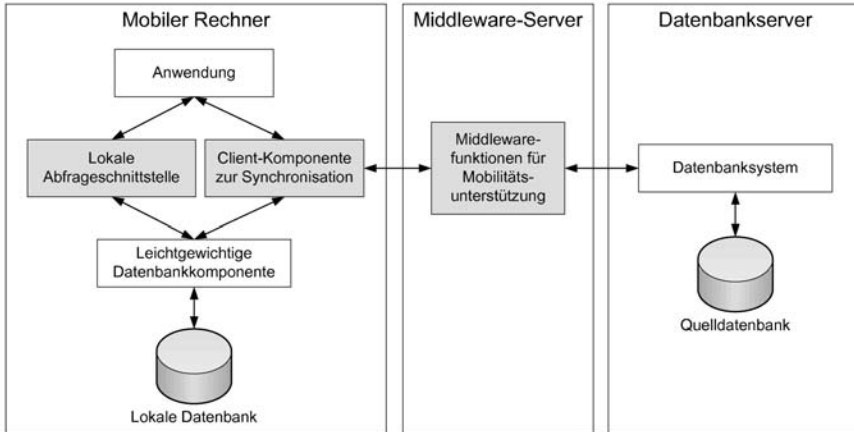 Mobiler Rechner
Anwendung
Lokale
Abfrageschnittstelle
Client-Komponente
zur Synchronisation
Leichtgewichtige
Datenbankkomponente
Lokale Datenbank
Middleware-Server
Middleware-
funktionen für
Mobilitäts-
unterstützung
Datenbankserver
Datenbanksystem
Quelldatenbank